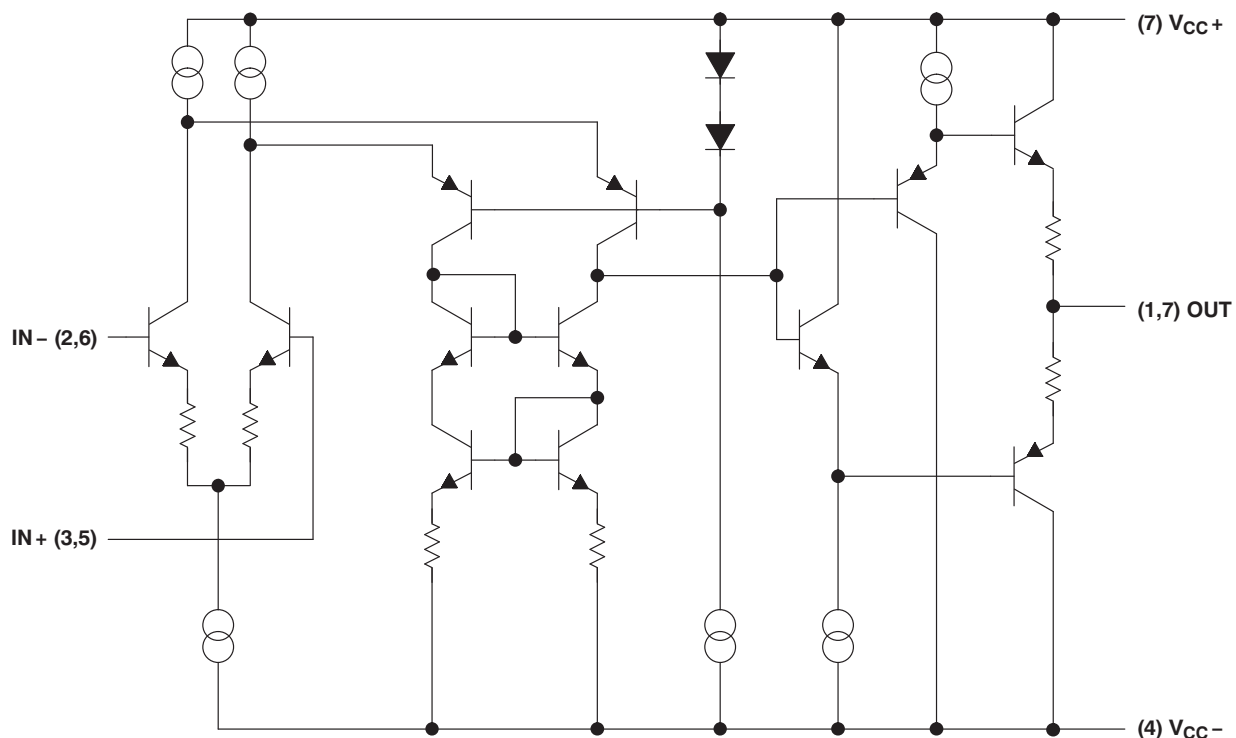 (7) VCC+
IN− (2,6)
(1,7) OUT
IN+ (3,5)
(4) VCC−